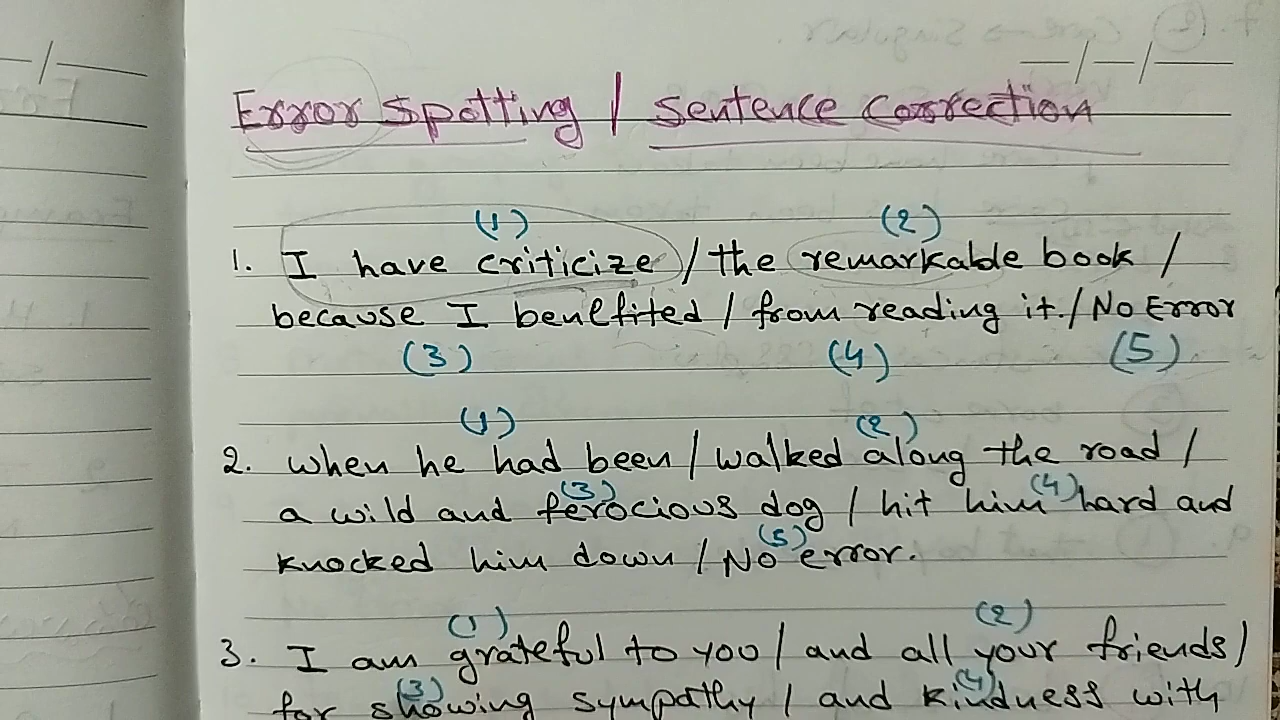 Error Spotting / Sentence Correction
—/—/—
(1) (2)
1. I have criticize / the remarkable book /
because I benefited / from reading it. / No Error
(3) (4) (5)
(1) (2)
2. when he had been / walked along the road /
(3) (4)
a wild and ferocious dog / hit him hard and
(5)
knocked him down / No error.
(1) (2)
3. I am grateful to you / and all your friends /
(3) (4)
for showing sympathy / and kindness with